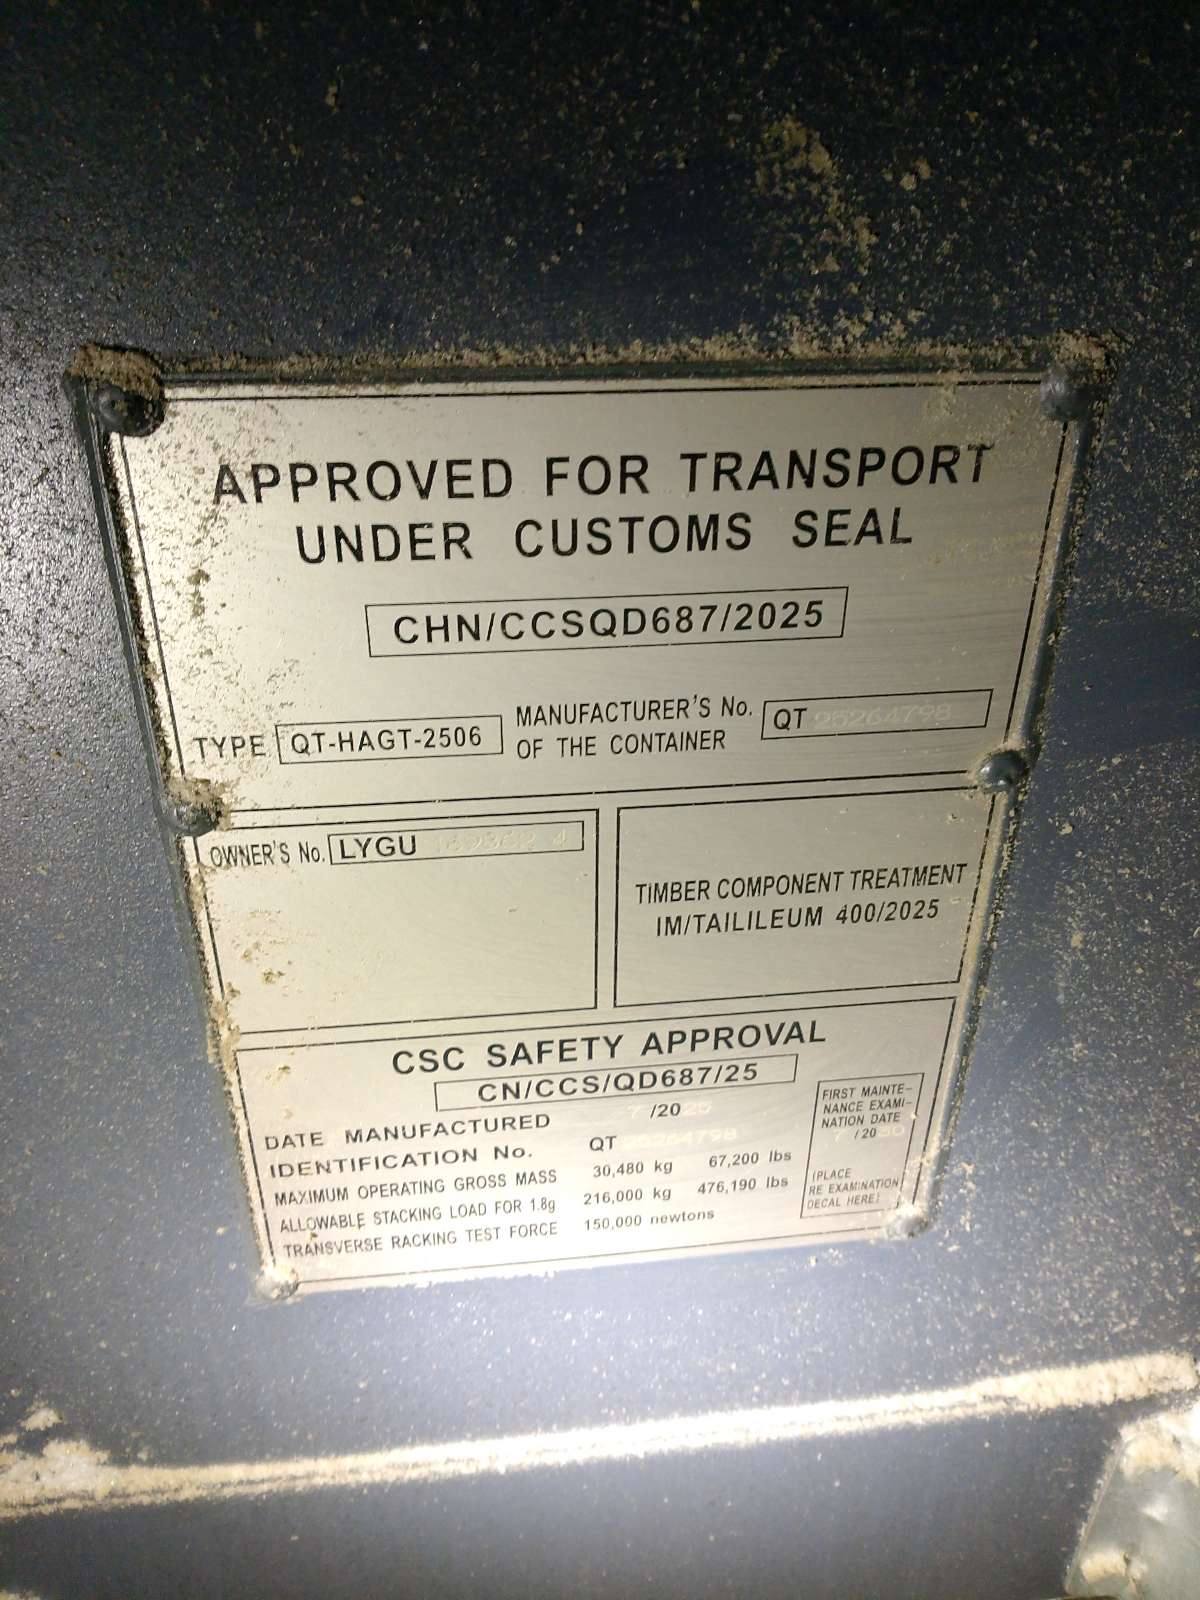 APPROVED FOR TRANSPORT
UNDER CUSTOMS SEAL
CHN/CCSQD687/2025
TYPE QT-HAGT-2506
MANUFACTURER'S No.
OF THE CONTAINER
QT 25264798
OWNER'S No. LYGU
TIMBER COMPONENT TREATMENT
IM/TAILILEUM 400/2025
CSC SAFETY APPROVAL
CN/CCS/QD687/25
DATE MANUFACTURED 7/2025
IDENTIFICATION No. QT 25264798
MAXIMUM OPERATING GROSS MASS 30,480 kg 67,200 lbs
ALLOWABLE STACKING LOAD FOR 1.8g 216,000 kg 476,190 lbs
TRANSVERSE RACKING TEST FORCE 150,000 newtons
FIRST MAINTE-
NANCE EXAMI-
NATION DATE
/20
(PLACE
RE EXAMINATION
DECAL HERE)